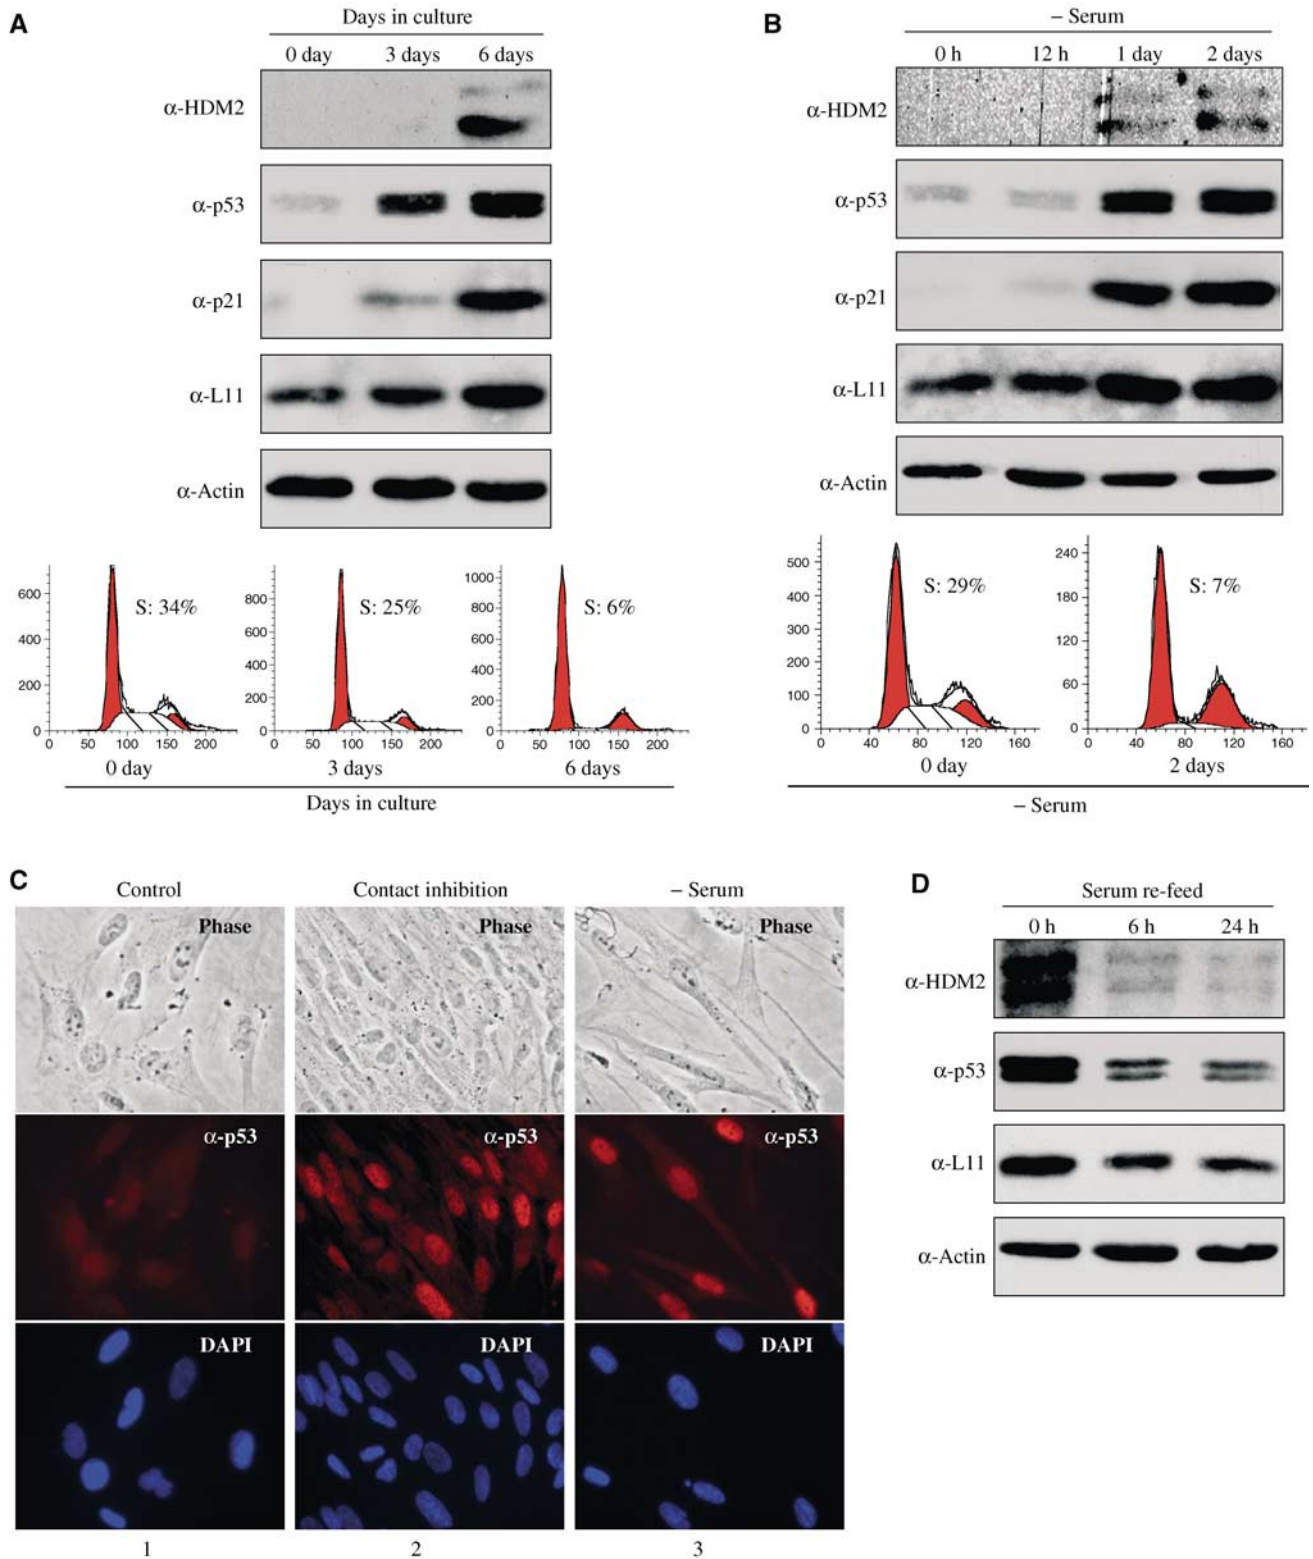 A
Days in culture
0 day 3 days 6 days
α-HDM2
α-p53
α-p21
α-L11
α-Actin
600
400
200
0
S: 34%
0 50 100 150 200
0 day
800
600
400
200
0
S: 25%
0 50 100 150 200
3 days
1000
800
600
400
200
0
S: 6%
0 50 100 150 200
6 days
Days in culture
B
– Serum
0 h 12 h 1 day 2 days
α-HDM2
α-p53
α-p21
α-L11
α-Actin
500
400
300
200
100
0
S: 29%
0 40 80 120 160
0 day
240
180
120
60
0
S: 7%
0 40 80 120 160
2 days
– Serum
C
Control Contact inhibition – Serum
Phase Phase Phase
α-p53 α-p53 α-p53
DAPI DAPI DAPI
1 2 3
D
Serum re-feed
0 h 6 h 24 h
α-HDM2
α-p53
α-L11
α-Actin